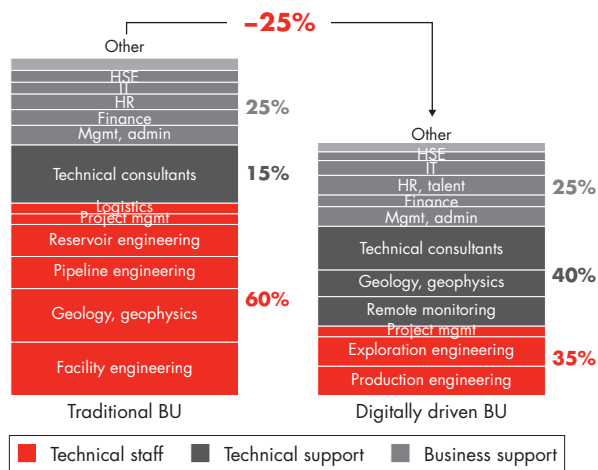 –25%
Other
HSE
IT
HR
Finance
Mgmt, admin
25%
Technical consultants
15%
Logistics
Project mgmt
Reservoir engineering
Pipeline engineering
Geology, geophysics
Facility engineering
60%
Traditional BU
Other
HSE
IT
HR, talent
Finance
Mgmt, admin
25%
Technical consultants
Geology, geophysics
Remote monitoring
40%
Project mgmt
Exploration engineering
Production engineering
35%
Digitally driven BU
Technical staff
Technical support
Business support